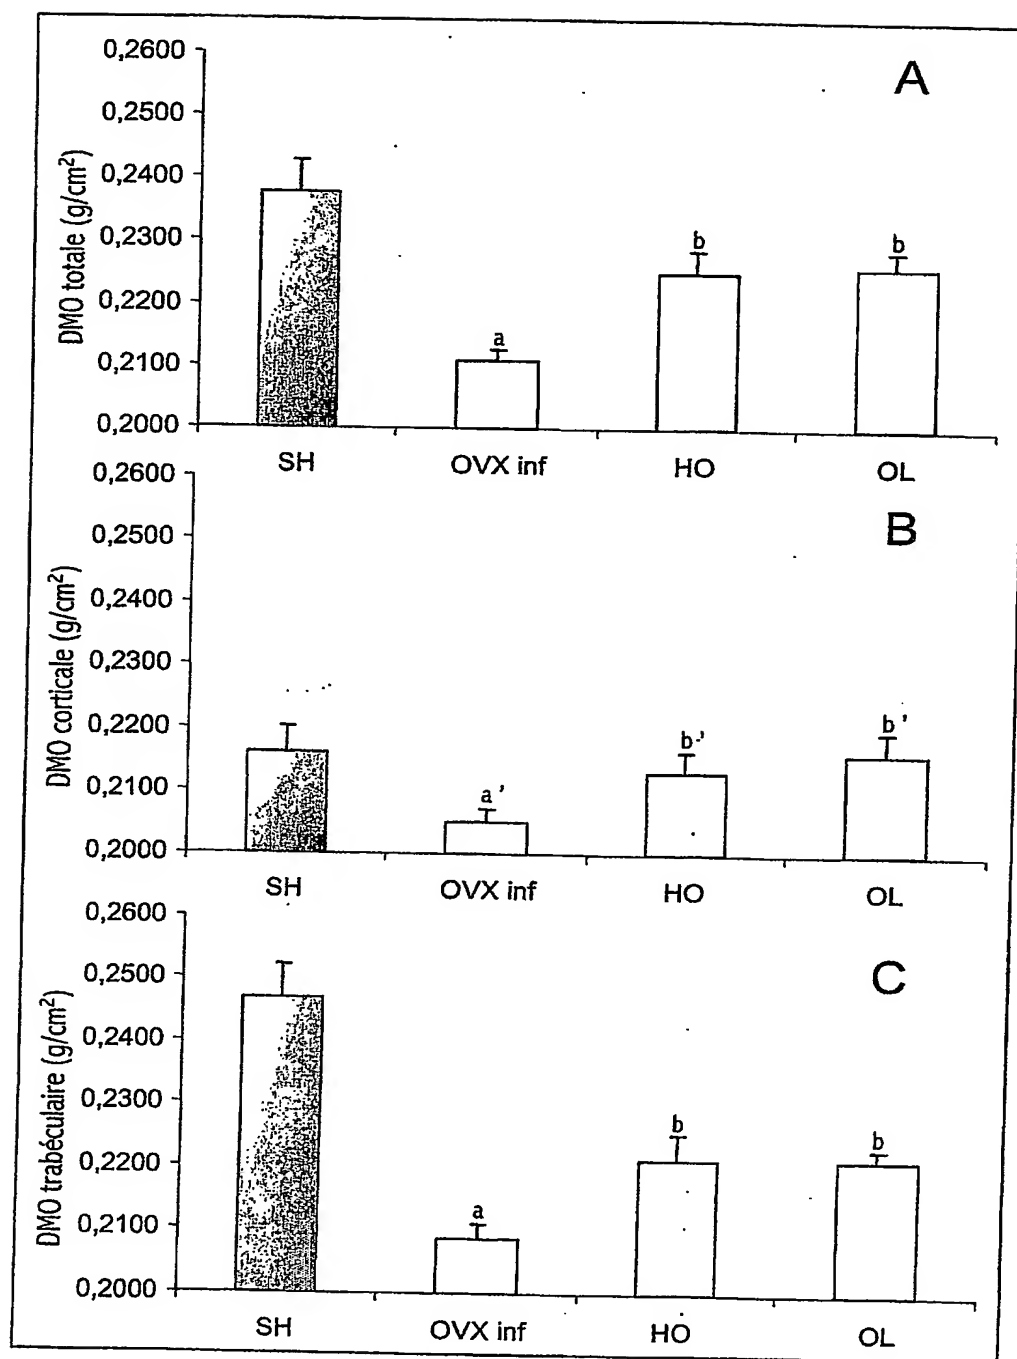 A
DMO totale (g/cm²)
0,2600
0,2500
0,2400
0,2300
0,2200
0,2100
0,2000
a
b
b
SH OVX inf HO OL
B
DMO corticale (g/cm²)
0,2600
0,2500
0,2400
0,2300
0,2200
0,2100
0,2000
a'
b'
b'
SH OVX inf HO OL
C
DMO trabéculaire (g/cm²)
0,2600
0,2500
0,2400
0,2300
0,2200
0,2100
0,2000
a
b
b
SH OVX inf HO OL